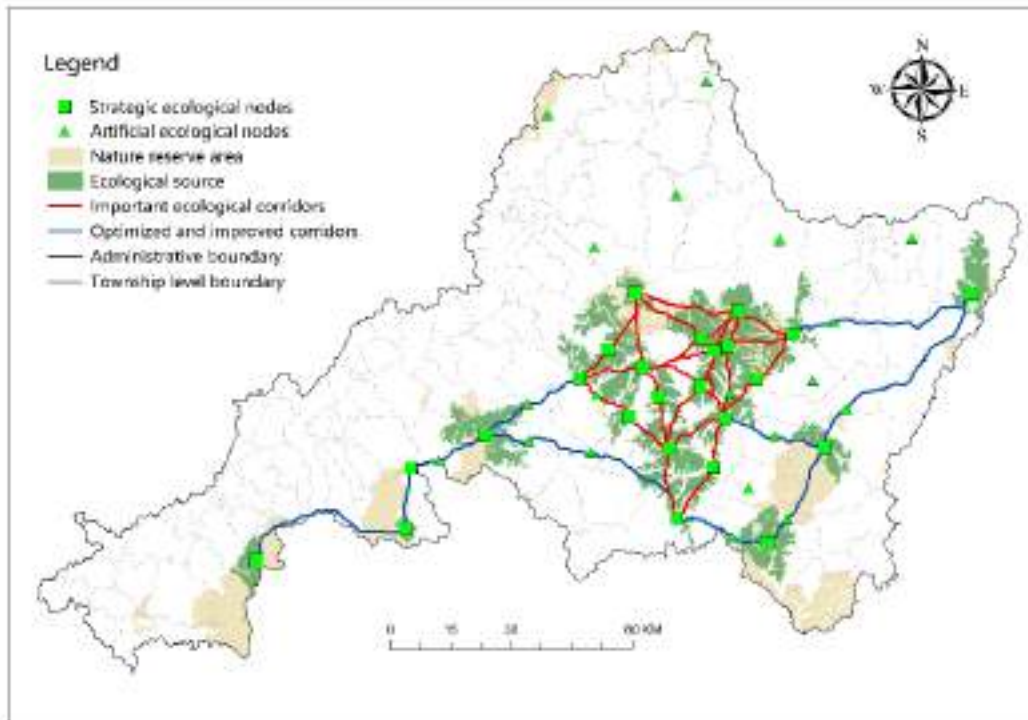 Legend
Strategic ecological nodes
Artificial ecological nodes
Nature reserve area
Ecological source
Important ecological corridors
Optimized and improved corridors
Administrative boundary
Township level boundary
N
W E
S
0 15 30 60 KM